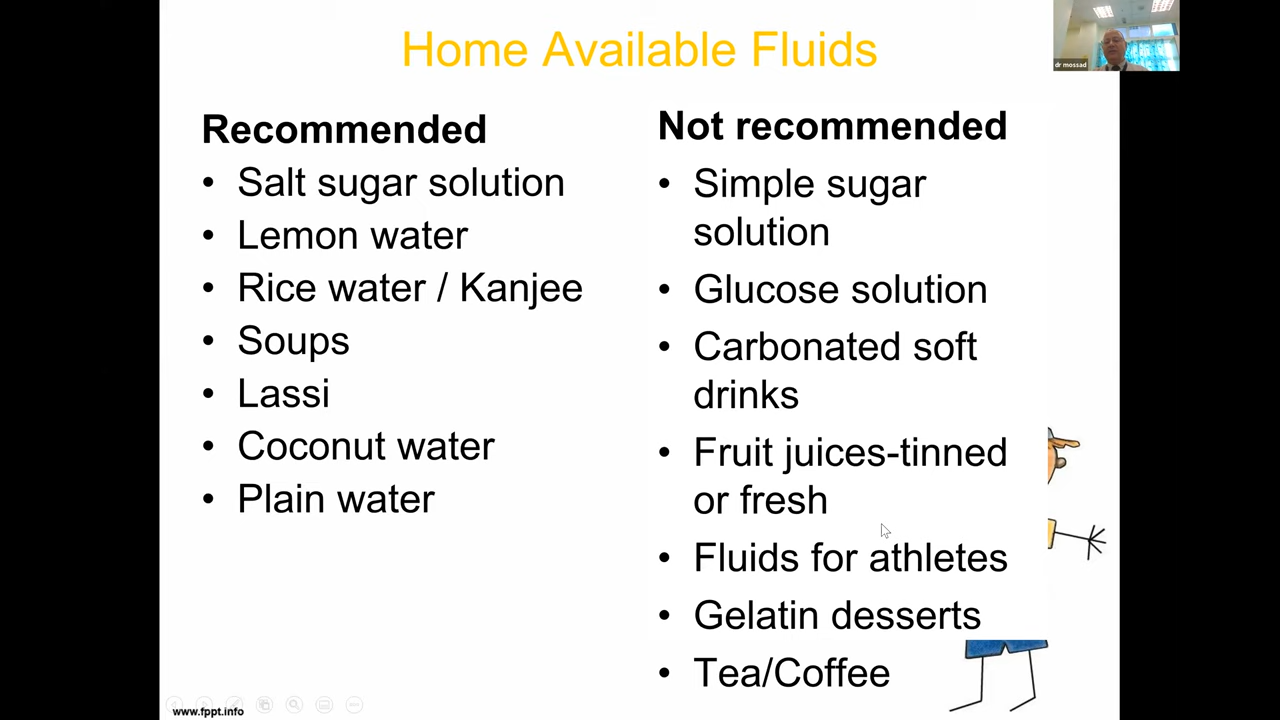 Home Available Fluids
dr mossad
Recommended
• Salt sugar solution
• Lemon water
• Rice water / Kanjee
• Soups
• Lassi
• Coconut water
• Plain water
Not recommended
• Simple sugar
solution
• Glucose solution
• Carbonated soft
drinks
• Fruit juices-tinned
or fresh
• Fluids for athletes
• Gelatin desserts
• Tea/Coffee
www.fppt.info